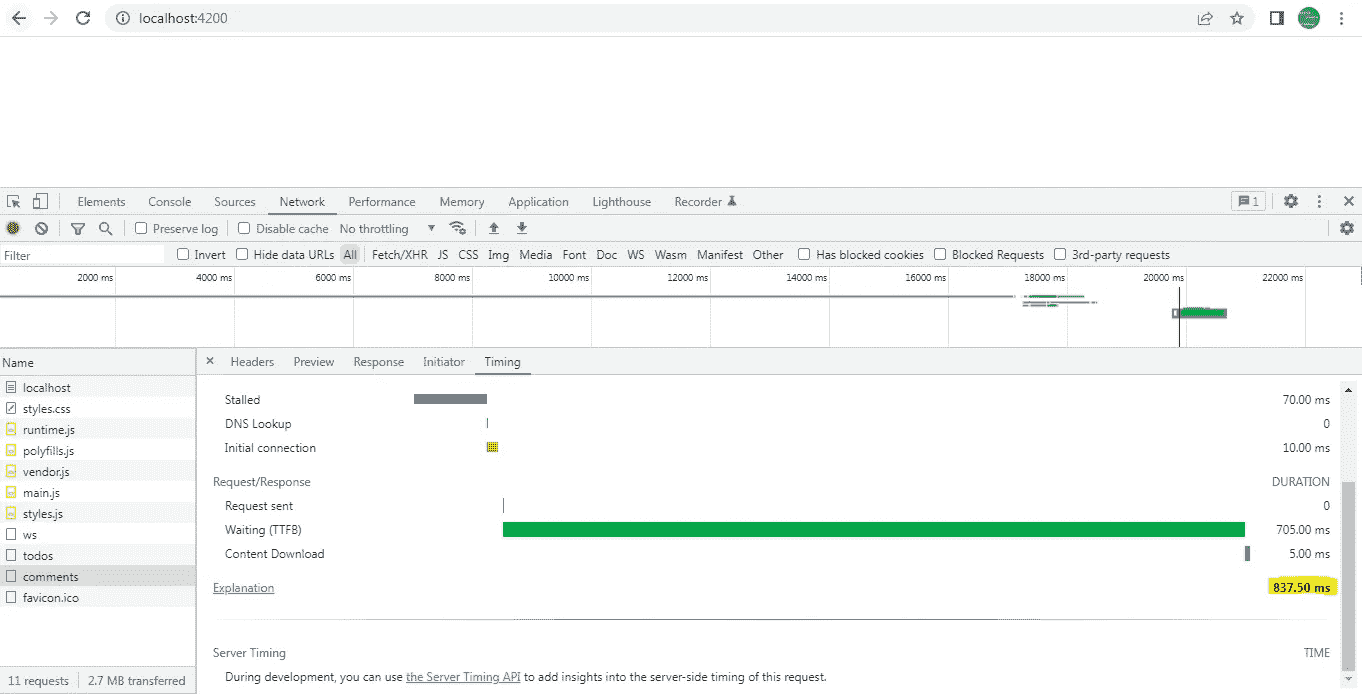 localhost:4200
Elements Console Sources Network Performance Memory Application Lighthouse Recorder 1
Preserve log Disable cache No throttling
Filter Invert Hide data URLs All Fetch/XHR JS CSS Img Media Font Doc WS Wasm Manifest Other Has blocked cookies Blocked Requests 3rd-party requests
2000 ms 4000 ms 6000 ms 8000 ms 10000 ms 12000 ms 14000 ms 16000 ms 18000 ms 20000 ms 22000 ms
Name
localhost
styles.css
runtime.js
polyfills.js
vendor.js
main.js
styles.js
ws
todos
comments
favicon.ico
11 requests 2.7 MB transferred
Headers Preview Response Initiator Timing
Stalled 70.00 ms
DNS Lookup 0
Initial connection 10.00 ms
Request/Response DURATION
Request sent 0
Waiting (TTFB) 705.00 ms
Content Download 5.00 ms
Explanation 837.50 ms
Server Timing TIME
During development, you can use the Server Timing API to add insights into the server-side timing of this request.